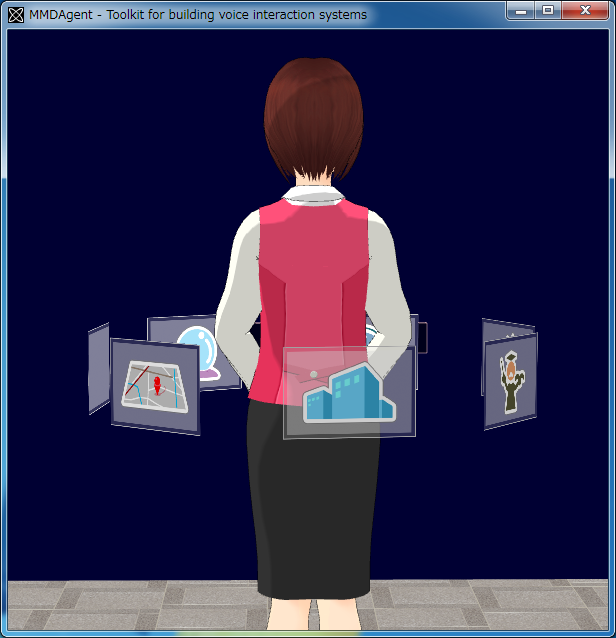 MMDAgent - Toolkit for building voice interaction systems